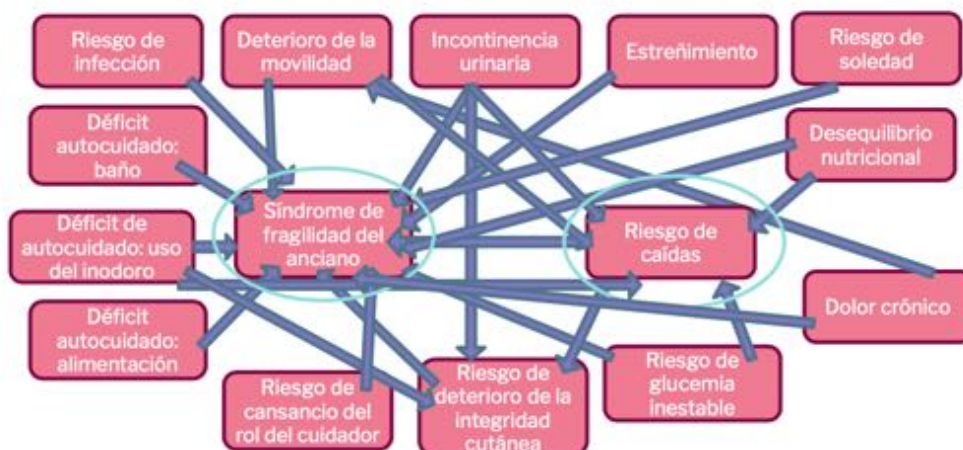 Riesgo de
infección
Deterioro de la
movilidad
Incontinencia
urinaria
Estreñimiento
Riesgo de
soledad
Déficit
autocuidado:
baño
Desequilibrio
nutricional
Síndrome de
fragilidad del
anciano
Riesgo de
caídas
Déficit de
autocuidado: uso
del inodoro
Dolor crónico
Déficit
autocuidado:
alimentación
Riesgo de
cansancio del
rol del cuidador
Riesgo de
deterioro de la
integridad
cutánea
Riesgo de
glucemia
inestable